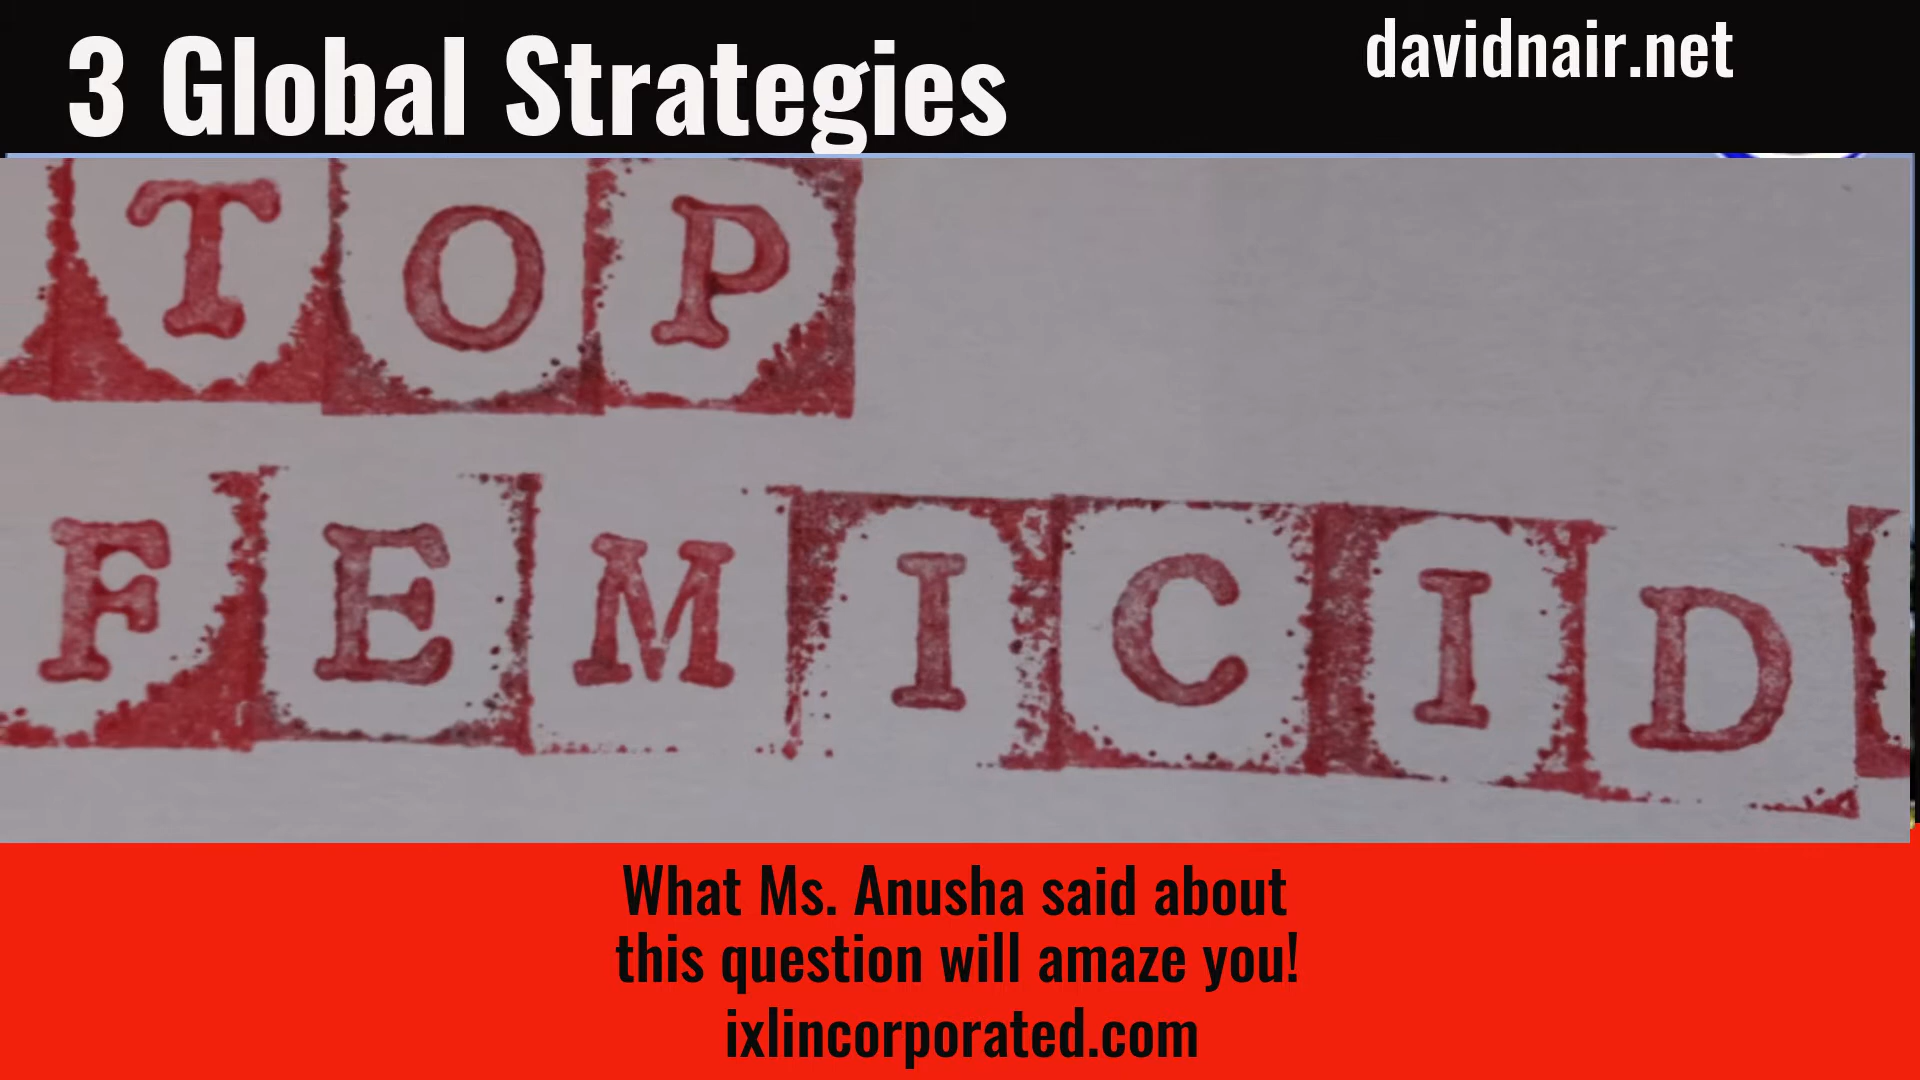 3 Global Strategies
davidnair.net
TOP
FEMICID
What Ms. Anusha said about
this question will amaze you!
ixlincorporated.com